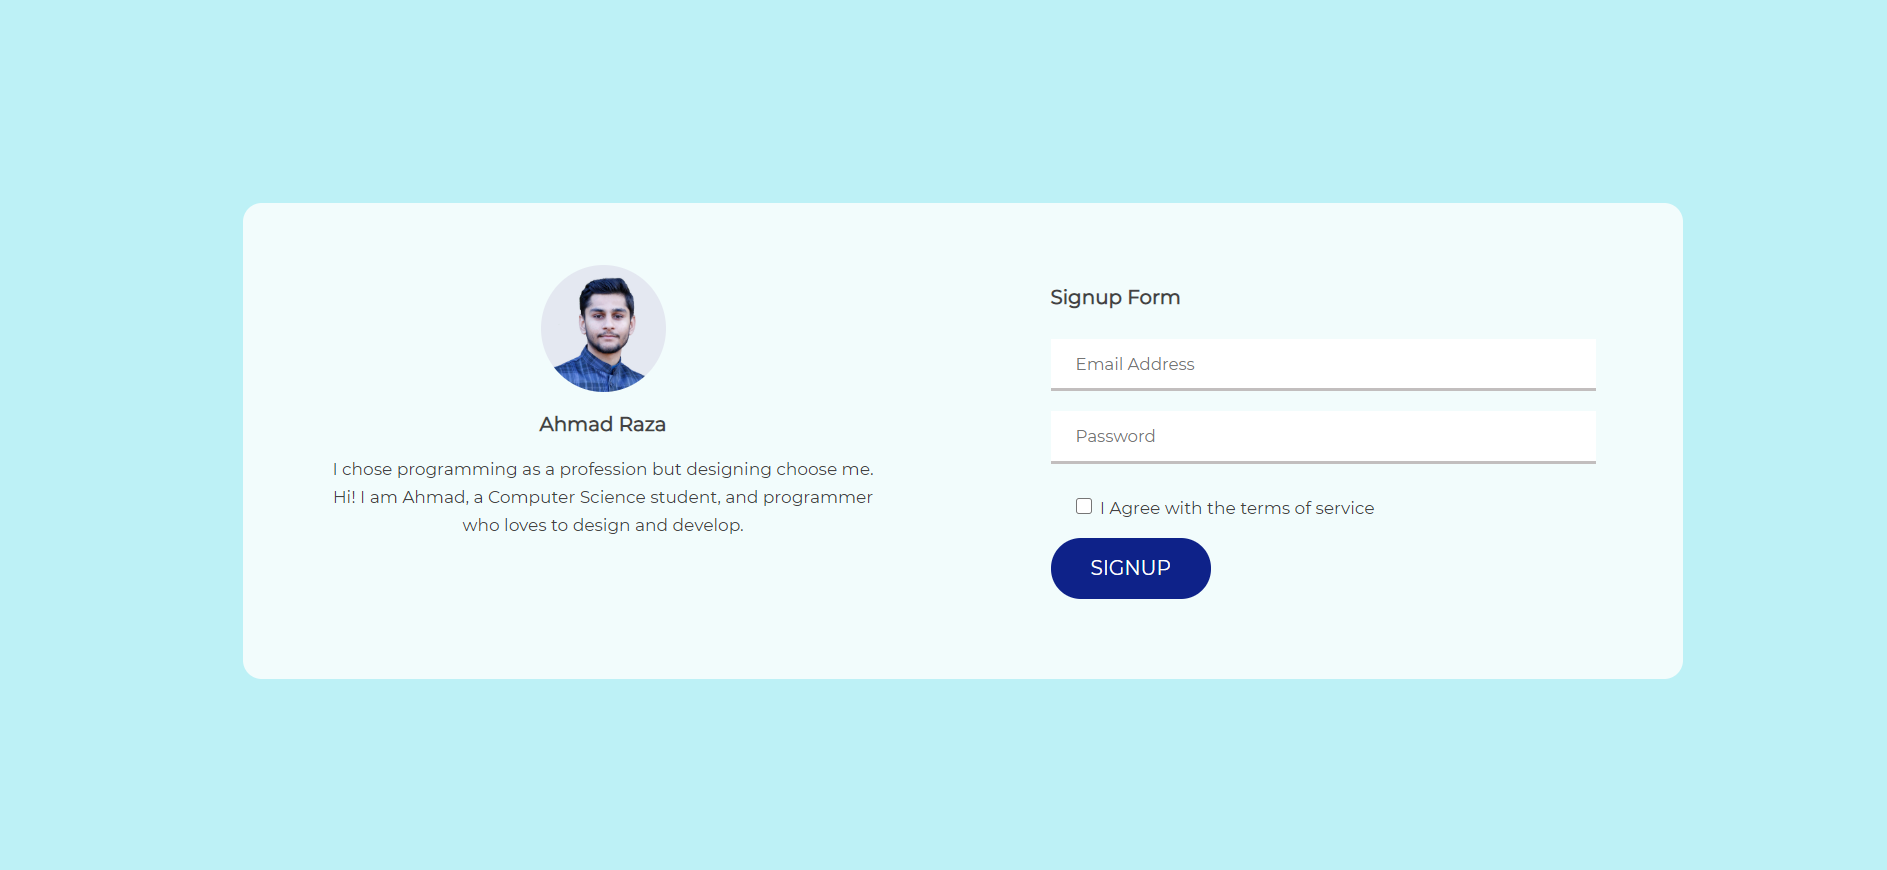 Ahmad Raza
I chose programming as a profession but designing choose me.
Hi! I am Ahmad, a Computer Science student, and programmer
who loves to design and develop.
Signup Form
Email Address
Password
I Agree with the terms of service
SIGNUP